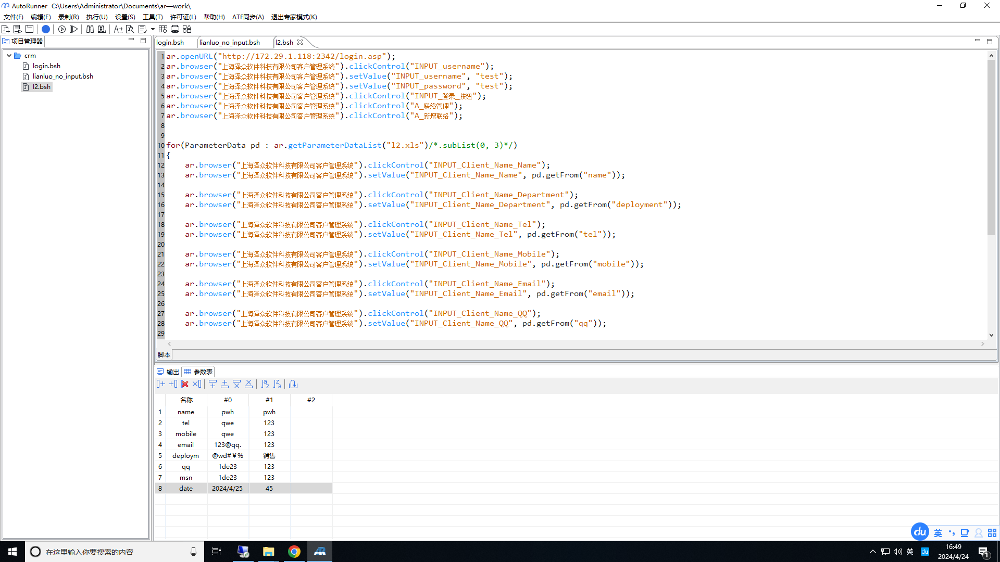 AutoRunner C:\Users\Administrator\Documents\ar—work\
文件(F) 编辑(E) 录制(R) 执行(U) 设置(S) 工具(T) 许可证(L) 帮助(H) ATF同步(A) 退出专家模式(K)
项目管理器
crm
login.bsh
lianluo_no_input.bsh
l2.bsh
login.bsh lianluo_no_input.bsh l2.bsh
1 ar.openURL("http://172.29.1.118:2342/login.asp");
2 ar.browser("上海泽众软件科技有限公司客户管理系统").clickControl("INPUT_username");
3 ar.browser("上海泽众软件科技有限公司客户管理系统").setValue("INPUT_username", "test");
4 ar.browser("上海泽众软件科技有限公司客户管理系统").setValue("INPUT_password", "test");
5 ar.browser("上海泽众软件科技有限公司客户管理系统").clickControl("INPUT_登录_按钮");
6 ar.browser("上海泽众软件科技有限公司客户管理系统").clickControl("A_联络管理");
7 ar.browser("上海泽众软件科技有限公司客户管理系统").clickControl("A_新增联络");
8
9
10 for(ParameterData pd : ar.getParameterDataList("l2.xls")/*.subList(0, 3)*/)
11 {
12 ar.browser("上海泽众软件科技有限公司客户管理系统").clickControl("INPUT_Client_Name_Name");
13 ar.browser("上海泽众软件科技有限公司客户管理系统").setValue("INPUT_Client_Name_Name", pd.getFrom("name"));
14
15 ar.browser("上海泽众软件科技有限公司客户管理系统").clickControl("INPUT_Client_Name_Department");
16 ar.browser("上海泽众软件科技有限公司客户管理系统").setValue("INPUT_Client_Name_Department", pd.getFrom("deployment"));
17
18 ar.browser("上海泽众软件科技有限公司客户管理系统").clickControl("INPUT_Client_Name_Tel");
19 ar.browser("上海泽众软件科技有限公司客户管理系统").setValue("INPUT_Client_Name_Tel", pd.getFrom("tel"));
20
21 ar.browser("上海泽众软件科技有限公司客户管理系统").clickControl("INPUT_Client_Name_Mobile");
22 ar.browser("上海泽众软件科技有限公司客户管理系统").setValue("INPUT_Client_Name_Mobile", pd.getFrom("mobile"));
23
24 ar.browser("上海泽众软件科技有限公司客户管理系统").clickControl("INPUT_Client_Name_Email");
25 ar.browser("上海泽众软件科技有限公司客户管理系统").setValue("INPUT_Client_Name_Email", pd.getFrom("email"));
26
27 ar.browser("上海泽众软件科技有限公司客户管理系统").clickControl("INPUT_Client_Name_QQ");
28 ar.browser("上海泽众软件科技有限公司客户管理系统").setValue("INPUT_Client_Name_QQ", pd.getFrom("qq"));
29
脚本
输出 参数表
名称 #0 #1 #2
1 name pwh pwh
2 tel qwe 123
3 mobile qwe 123
4 email 123@qq. 123
5 deploym @wd#￥% 销售
6 qq 1de23 123
7 msn 1de23 123
8 date 2024/4/25 45
du 英
在这里输入你要搜索的内容
英 du
16:49
2024/4/24
1